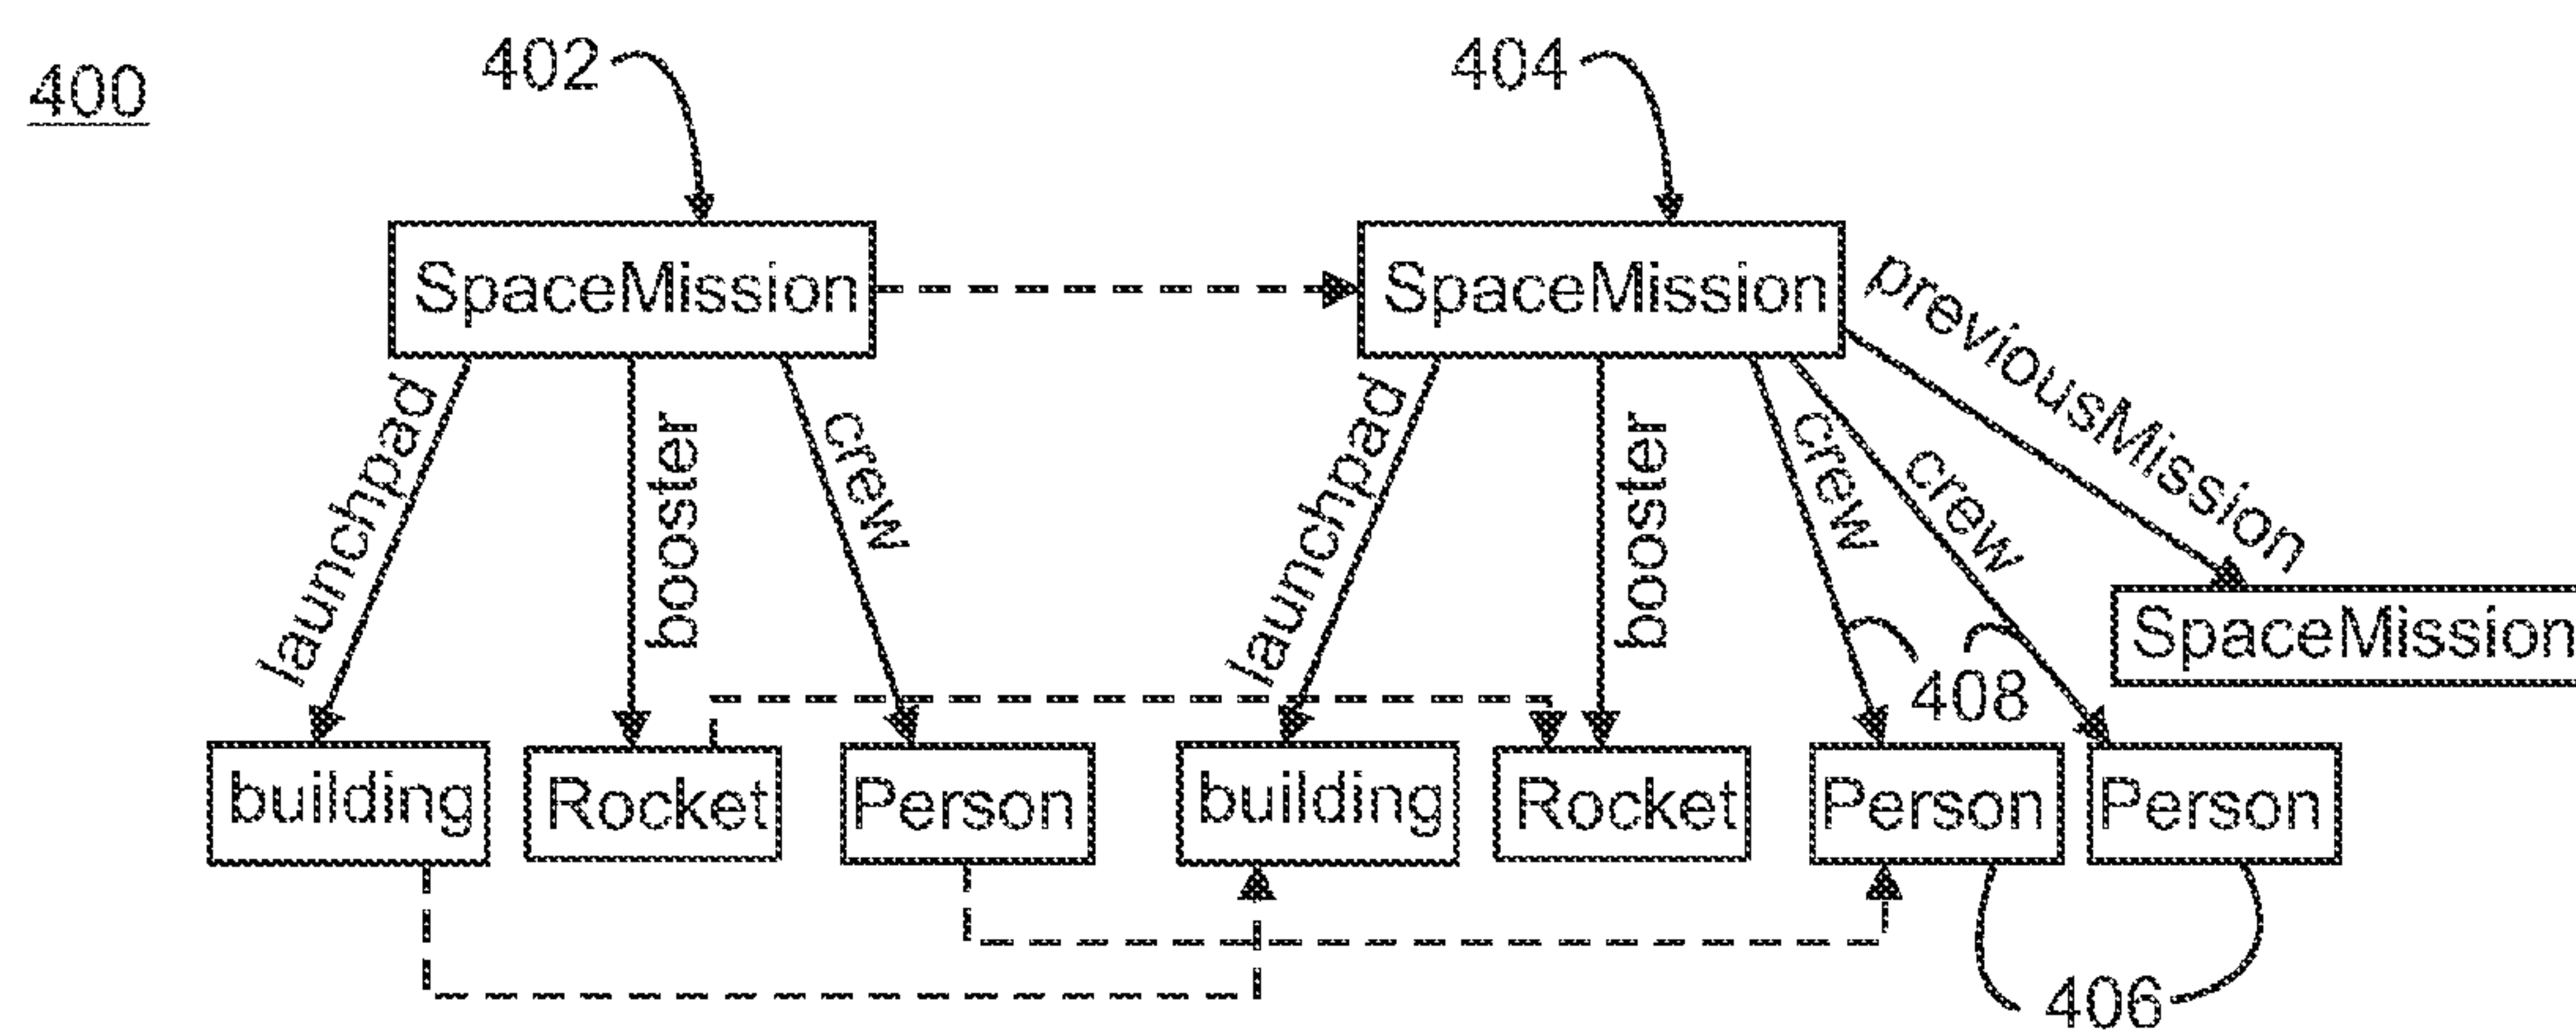 400
402
404
SpaceMission
SpaceMission
previousMission
launchpad
booster
crew
launchpad
booster
crew
crew
SpaceMission
408
building
Rocket
Person
building
Rocket
Person
Person
406